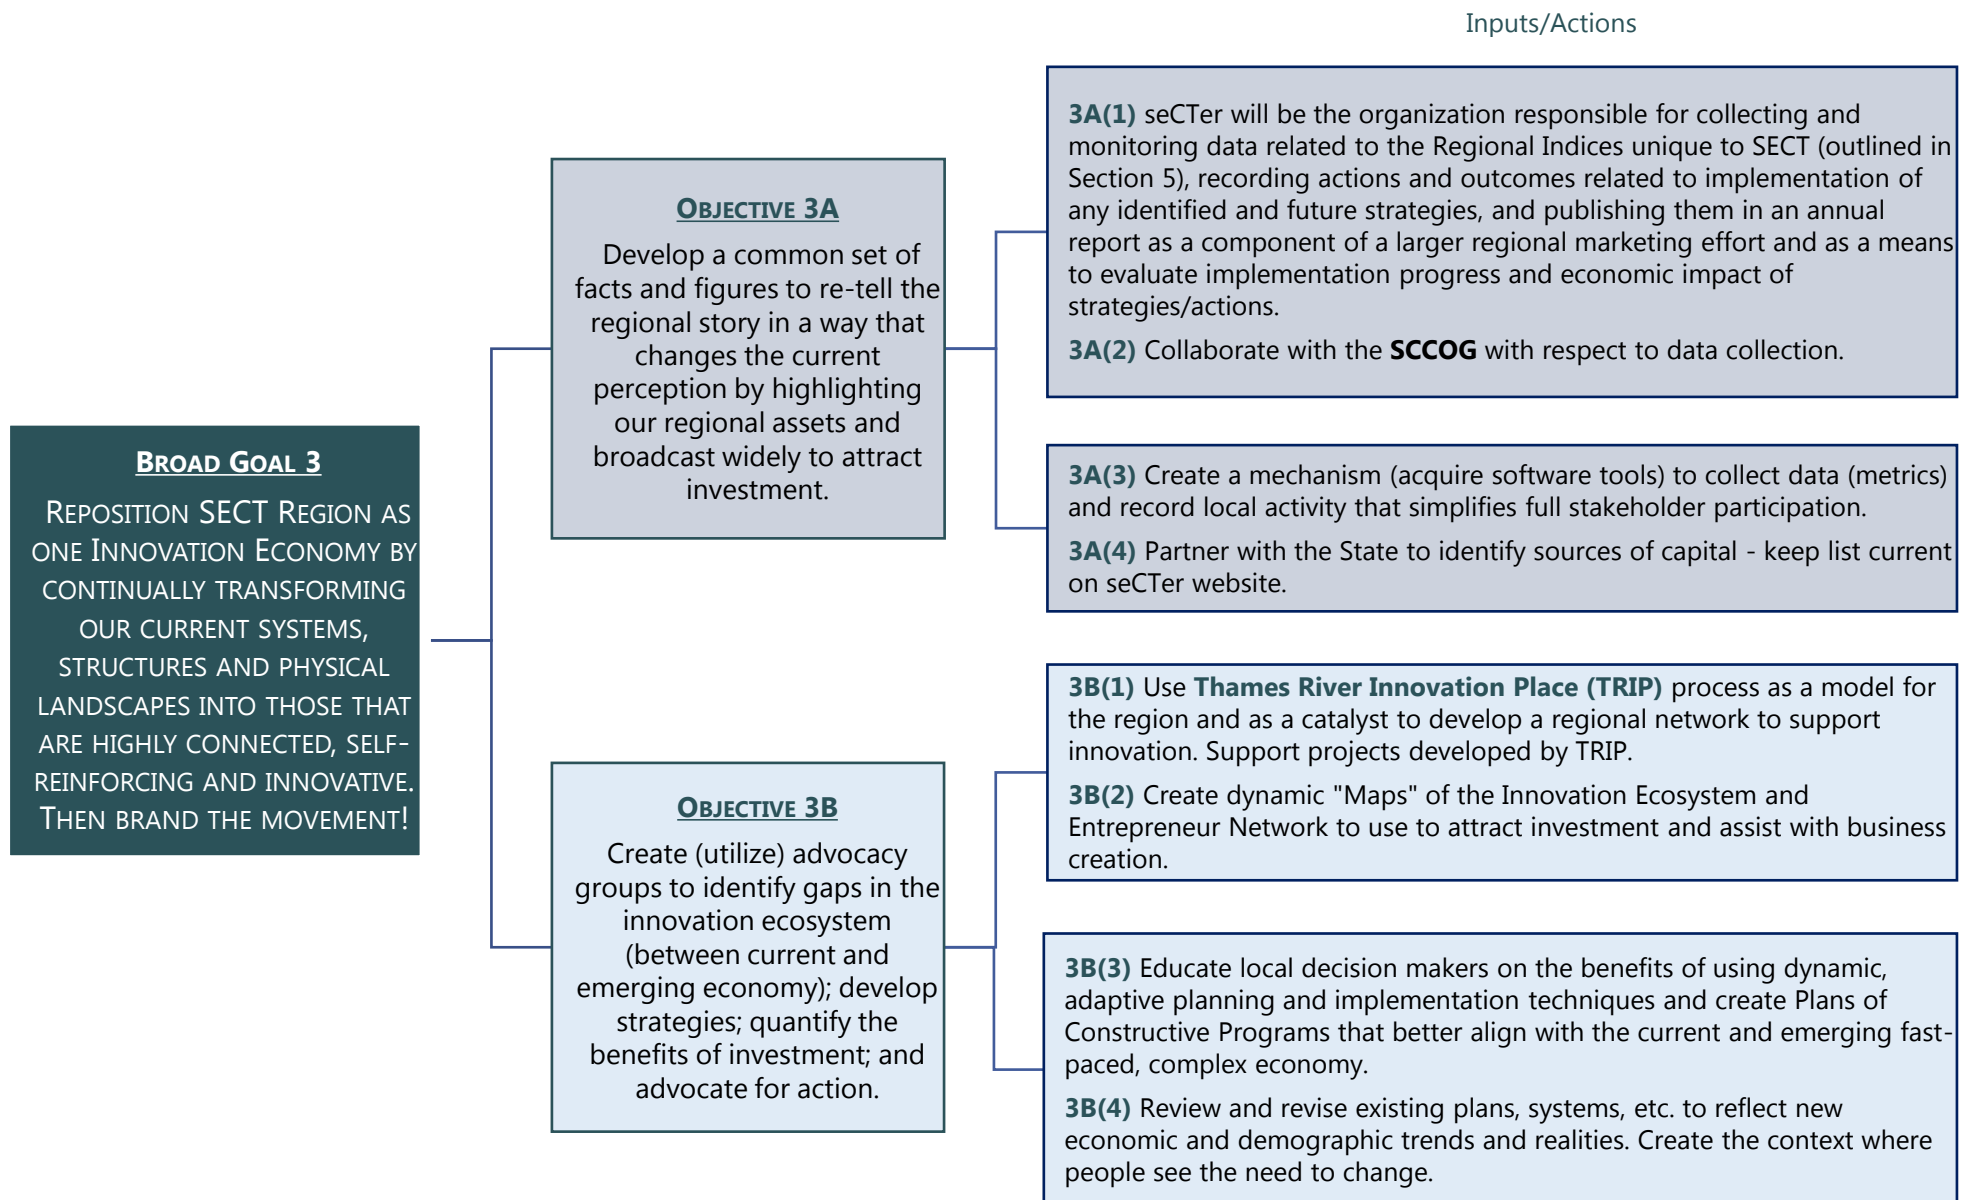 Inputs/Actions
BROAD GOAL 3
REPOSITION SECT REGION AS
ONE INNOVATION ECONOMY BY
CONTINUALLY TRANSFORMING
OUR CURRENT SYSTEMS,
STRUCTURES AND PHYSICAL
LANDSCAPES INTO THOSE THAT
ARE HIGHLY CONNECTED, SELF-
REINFORCING AND INNOVATIVE.
THEN BRAND THE MOVEMENT!
OBJECTIVE 3A
Develop a common set of
facts and figures to re-tell the
regional story in a way that
changes the current
perception by highlighting
our regional assets and
broadcast widely to attract
investment.
3A(1) seCTer will be the organization responsible for collecting and
monitoring data related to the Regional Indices unique to SECT (outlined in
Section 5), recording actions and outcomes related to implementation of
any identified and future strategies, and publishing them in an annual
report as a component of a larger regional marketing effort and as a means
to evaluate implementation progress and economic impact of
strategies/actions.
3A(2) Collaborate with the SCCOG with respect to data collection.
3A(3) Create a mechanism (acquire software tools) to collect data (metrics)
and record local activity that simplifies full stakeholder participation.
3A(4) Partner with the State to identify sources of capital - keep list current
on seCTer website.
OBJECTIVE 3B
Create (utilize) advocacy
groups to identify gaps in the
innovation ecosystem
(between current and
emerging economy); develop
strategies; quantify the
benefits of investment; and
advocate for action.
3B(1) Use Thames River Innovation Place (TRIP) process as a model for
the region and as a catalyst to develop a regional network to support
innovation. Support projects developed by TRIP.
3B(2) Create dynamic "Maps" of the Innovation Ecosystem and
Entrepreneur Network to use to attract investment and assist with business
creation.
3B(3) Educate local decision makers on the benefits of using dynamic,
adaptive planning and implementation techniques and create Plans of
Constructive Programs that better align with the current and emerging fast-
paced, complex economy.
3B(4) Review and revise existing plans, systems, etc. to reflect new
economic and demographic trends and realities. Create the context where
people see the need to change.